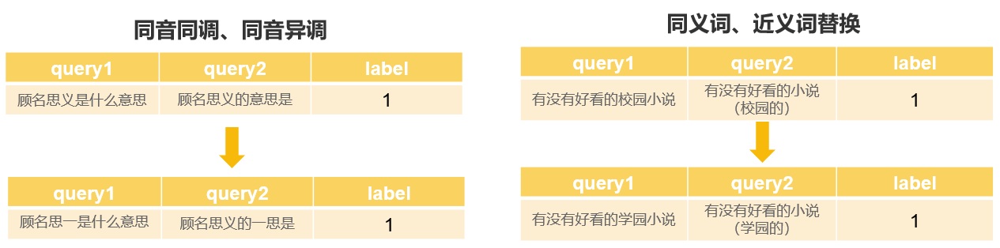 同音同调、同音异调
query1 query2 label
顾名思义是什么意思 顾名思义的意思是 1
query1 query2 label
顾名思一是什么意思 顾名思义的一思是 1
同义词、近义词替换
query1 query2 label
有没有好看的校园小说 有没有好看的小说 1
（校园的）
query1 query2 label
有没有好看的学园小说 有没有好看的小说 1
（学园的）